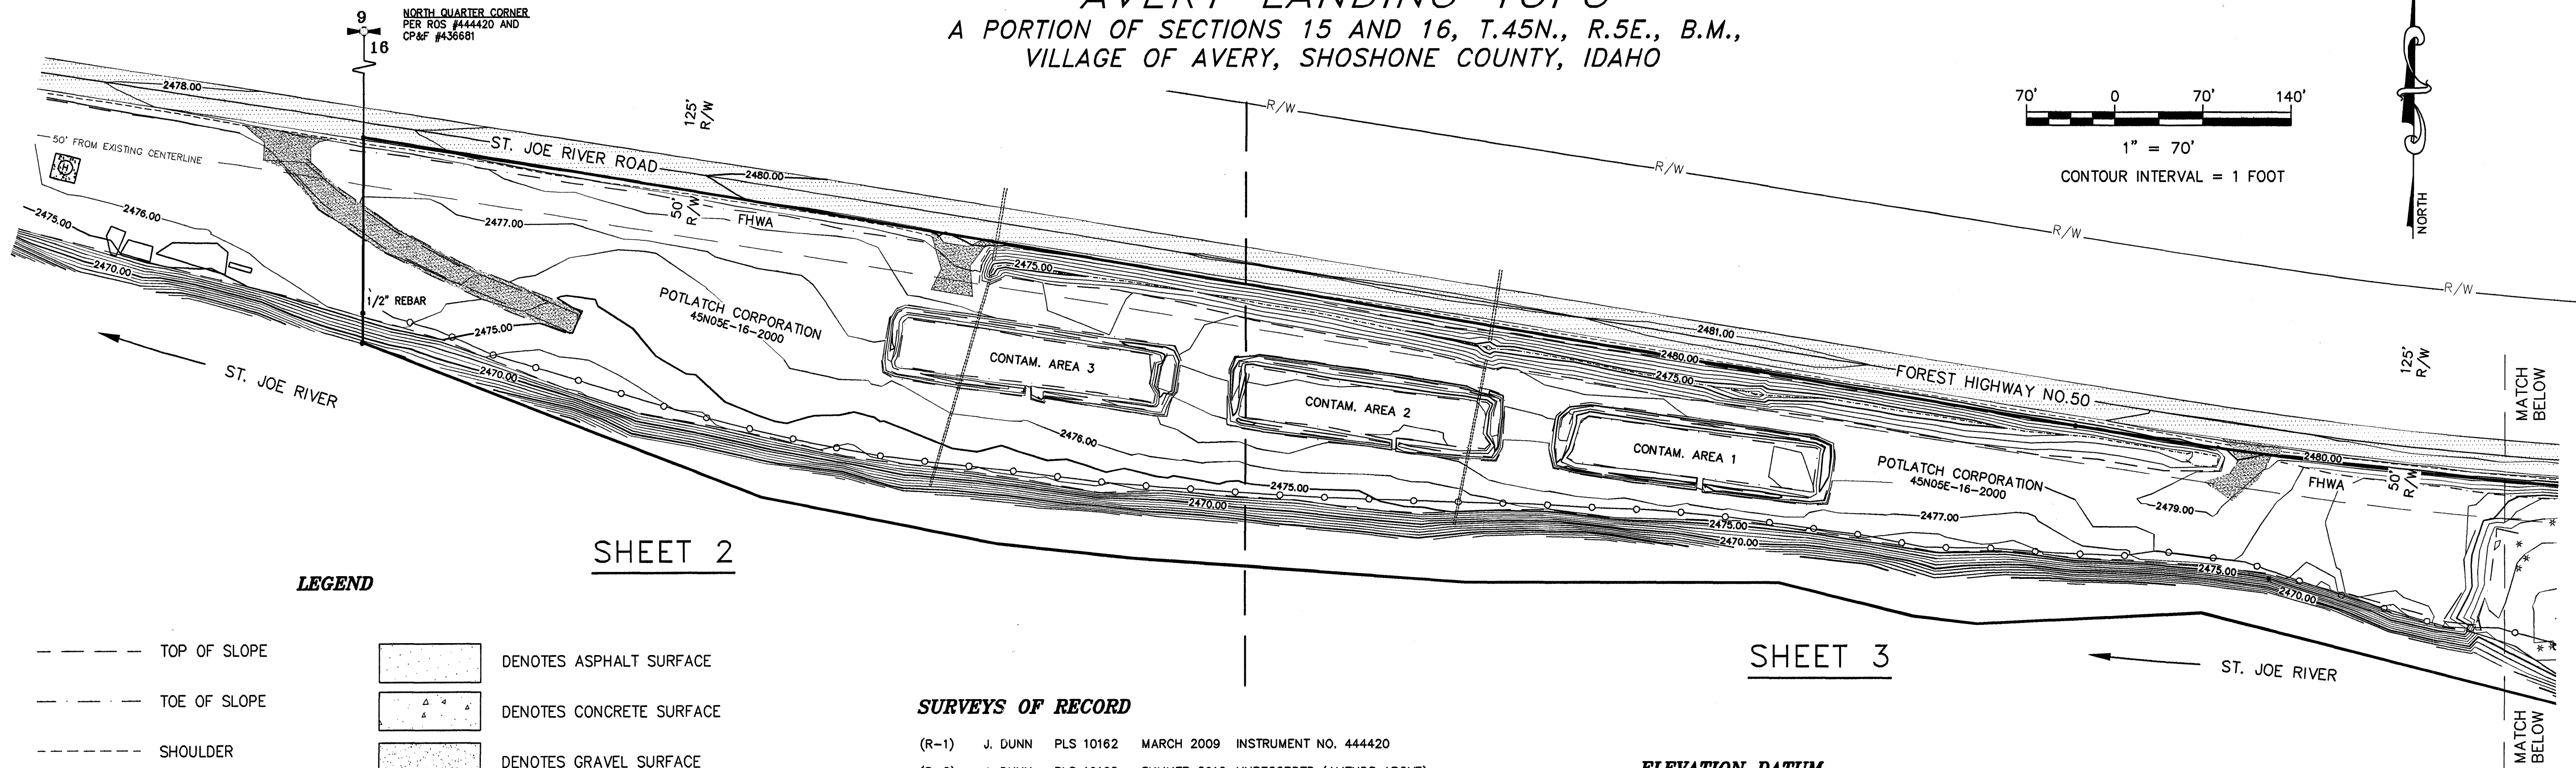 AVERY LANDING TOPO
A PORTION OF SECTIONS 15 AND 16, T.45N., R.5E., B.M.,
VILLAGE OF AVERY, SHOSHONE COUNTY, IDAHO
9
16
NORTH QUARTER CORNER
PER ROS #444420 AND
CP&F #436681
70' 0 70' 140'
1" = 70'
CONTOUR INTERVAL = 1 FOOT
NORTH
2478.00
125'
R/W
R/W
R/W
R/W
R/W
50' FROM EXISTING CENTERLINE
H
ST. JOE RIVER ROAD
2480.00
2475.00
2476.00
2470.00
2477.00
50'
R/W
FHWA
2475.00
1/2" REBAR
2475.00
POTLATCH CORPORATION
45N05E-16-2000
CONTAM. AREA 3
CONTAM. AREA 2
CONTAM. AREA 1
2481.00
2480.00
2475.00
FOREST HIGHWAY NO.50
125'
R/W
MATCH
BELOW
ST. JOE RIVER
2470.00
2476.00
2475.00
2470.00
2475.00
2470.00
2477.00
POTLATCH CORPORATION
45N05E-16-2000
2480.00
FHWA
50'
R/W
2479.00
2475.00
2470.00
SHEET 2
SHEET 3
ST. JOE RIVER
MATCH
BELOW
LEGEND
TOP OF SLOPE
TOE OF SLOPE
SHOULDER
DENOTES ASPHALT SURFACE
DENOTES CONCRETE SURFACE
DENOTES GRAVEL SURFACE
SURVEYS OF RECORD
(R-1) J. DUNN PLS 10162 MARCH 2009 INSTRUMENT NO. 444420
ELEVATION DATUM